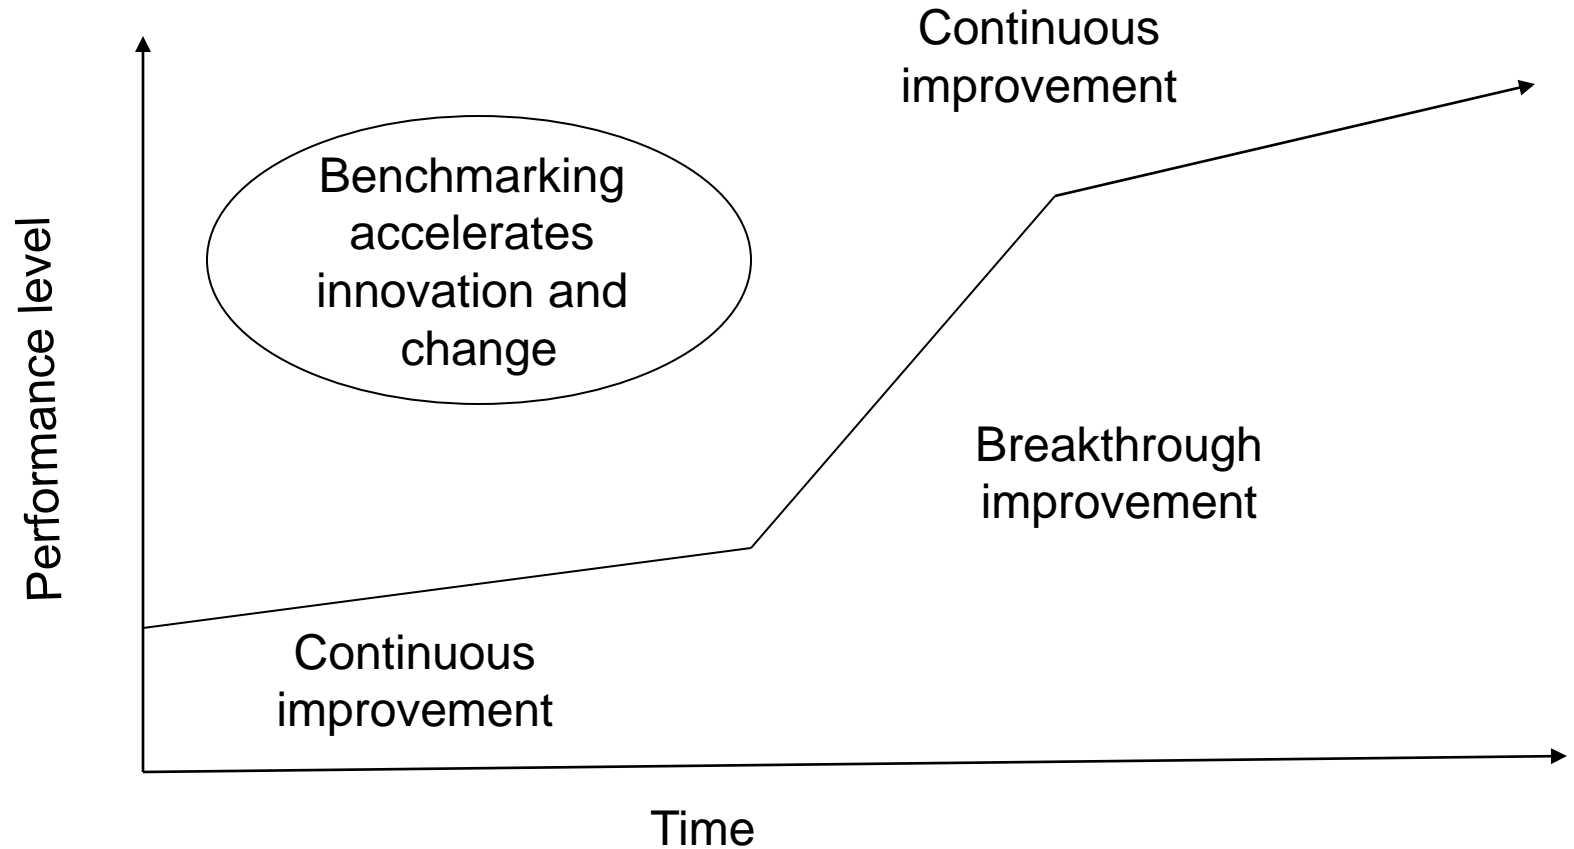 Continuous
improvement
Benchmarking
accelerates
innovation and
change
Performance level
Breakthrough
improvement
Continuous
improvement
Time